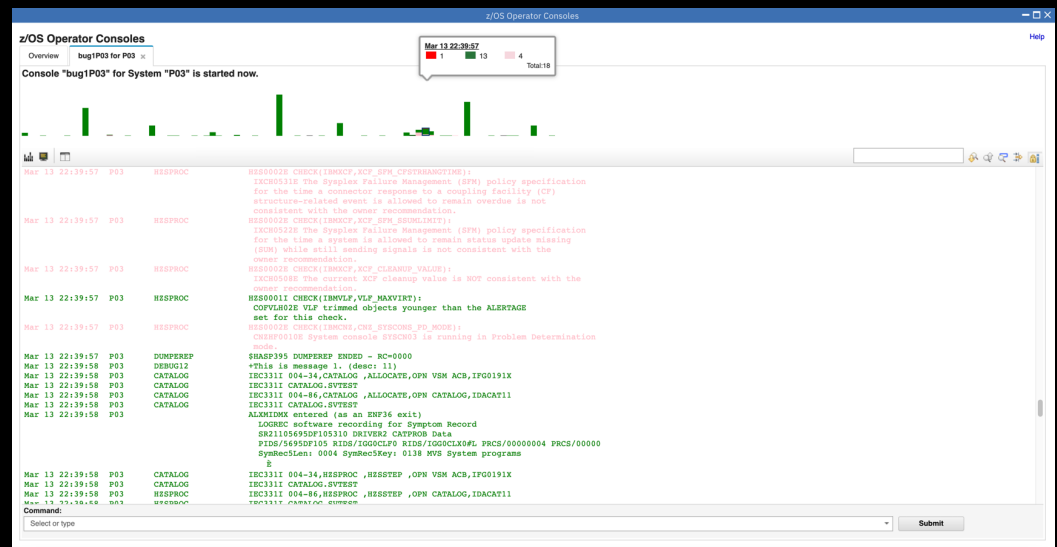 z/OS Operator Consoles
z/OS Operator Consoles
Help
Overview
bug1P03 for P03 ×
Mar 13 22:39:57
1 13 4
Total:18
Console "bug1P03" for System "P03" is started now.
Mar 13 22:39:57 P03 HZSPROC HZS0002E CHECK(IBMXCF,XCF_SFM_CFSTRHANGTIME):
IXCH0531E The Sysplex Failure Management (SFM) policy specification
for the time a connector response to a coupling facility (CF)
structure-related event is allowed to remain overdue is not
consistent with the owner recommendation.
Mar 13 22:39:57 P03 HZSPROC HZS0002E CHECK(IBMXCF,XCF_SFM_SSUMLIMIT):
IXCH0522E The Sysplex Failure Management (SFM) policy specification
for the time a system is allowed to remain status update missing
(SUM) while still sending signals is not consistent with the
owner recommendation.
Mar 13 22:39:57 P03 HZSPROC HZS0002E CHECK(IBMXCF,XCF_CLEANUP_VALUE):
IXCH0508E The current XCF cleanup value is NOT consistent with the
owner recommendation.
Mar 13 22:39:57 P03 HZSPROC HZS0001I CHECK(IBMVLF,VLF_MAXVIRT):
COFVLH02E VLF trimmed objects younger than the ALERTAGE
set for this check.
Mar 13 22:39:57 P03 HZSPROC HZS0002E CHECK(IBMCNZ,CNZ_SYSCONS_PD_MODE):
CNZHF0010E System console SYSCNG3 is running in Problem Determination
mode.
Mar 13 22:39:57 P03 DUMPEREP $HASP395 DUMPEREP ENDED - RC=0000
Mar 13 22:39:58 P03 DEBUG12 +This is message 1. (desc: 11)
Mar 13 22:39:58 P03 CATALOG IEC331I 004-34,CATALOG ,ALLOCATE,OPN VSM ACB,IFG0191X
Mar 13 22:39:58 P03 CATALOG IEC331I CATALOG.SVTEST
Mar 13 22:39:58 P03 CATALOG IEC331I 004-86,CATALOG ,ALLOCATE,OPN CATALOG,IDACAT11
Mar 13 22:39:58 P03 CATALOG IEC331I CATALOG.SVTEST
Mar 13 22:39:58 P03 ALXMIDMX entered (as an ENF36 exit)
LOGREC software recording for Symptom Record
SR21105695DF105310 DRIVER2 CATPROB Data
PIDS/5695DF105 RIDS/IGG0CLF0 RIDS/IGG0CLX0#L PRCS/00000004 PRCS/00000
SymRec5Len: 0004 SymRec5Key: 0138 MVS System programs
È
Mar 13 22:39:58 P03 CATALOG IEC331I 004-34,HZSPROC ,HZSSTEP ,OPN VSM ACB,IFG0191X
Mar 13 22:39:58 P03 CATALOG IEC331I CATALOG.SVTEST
Mar 13 22:39:58 P03 HZSPROC IEC331I 004-86,HZSPROC ,HZSSTEP ,OPN CATALOG,IDACAT11
Mar 13 22:39:58 P03 HZSPROC IEC331I CATALOG.SVTEST
Command:
Select or type
Submit